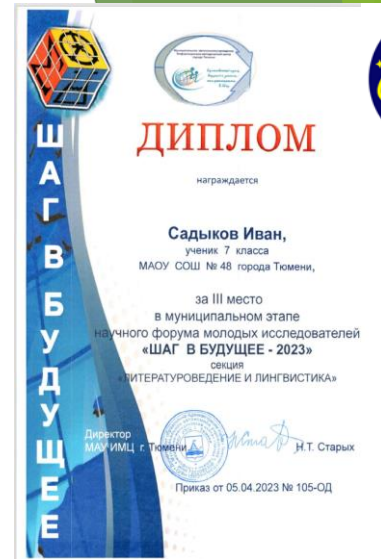 ШАГ В БУДУЩЕЕ
ДИПЛОМ
награждается
Садыков Иван,
ученик 7 класса
МАОУ СОШ № 48 города Тюмени,
за III место
в муниципальном этапе
научного форума молодых исследователей
«ШАГ В БУДУЩЕЕ - 2023»
секция
«ЛИТЕРАТУРОВЕДЕНИЕ И ЛИНГВИСТИКА»
Директор
МАУ ИМЦ г. Тюмени Н.Т. Старых
Приказ от 05.04.2023 № 105-ОД